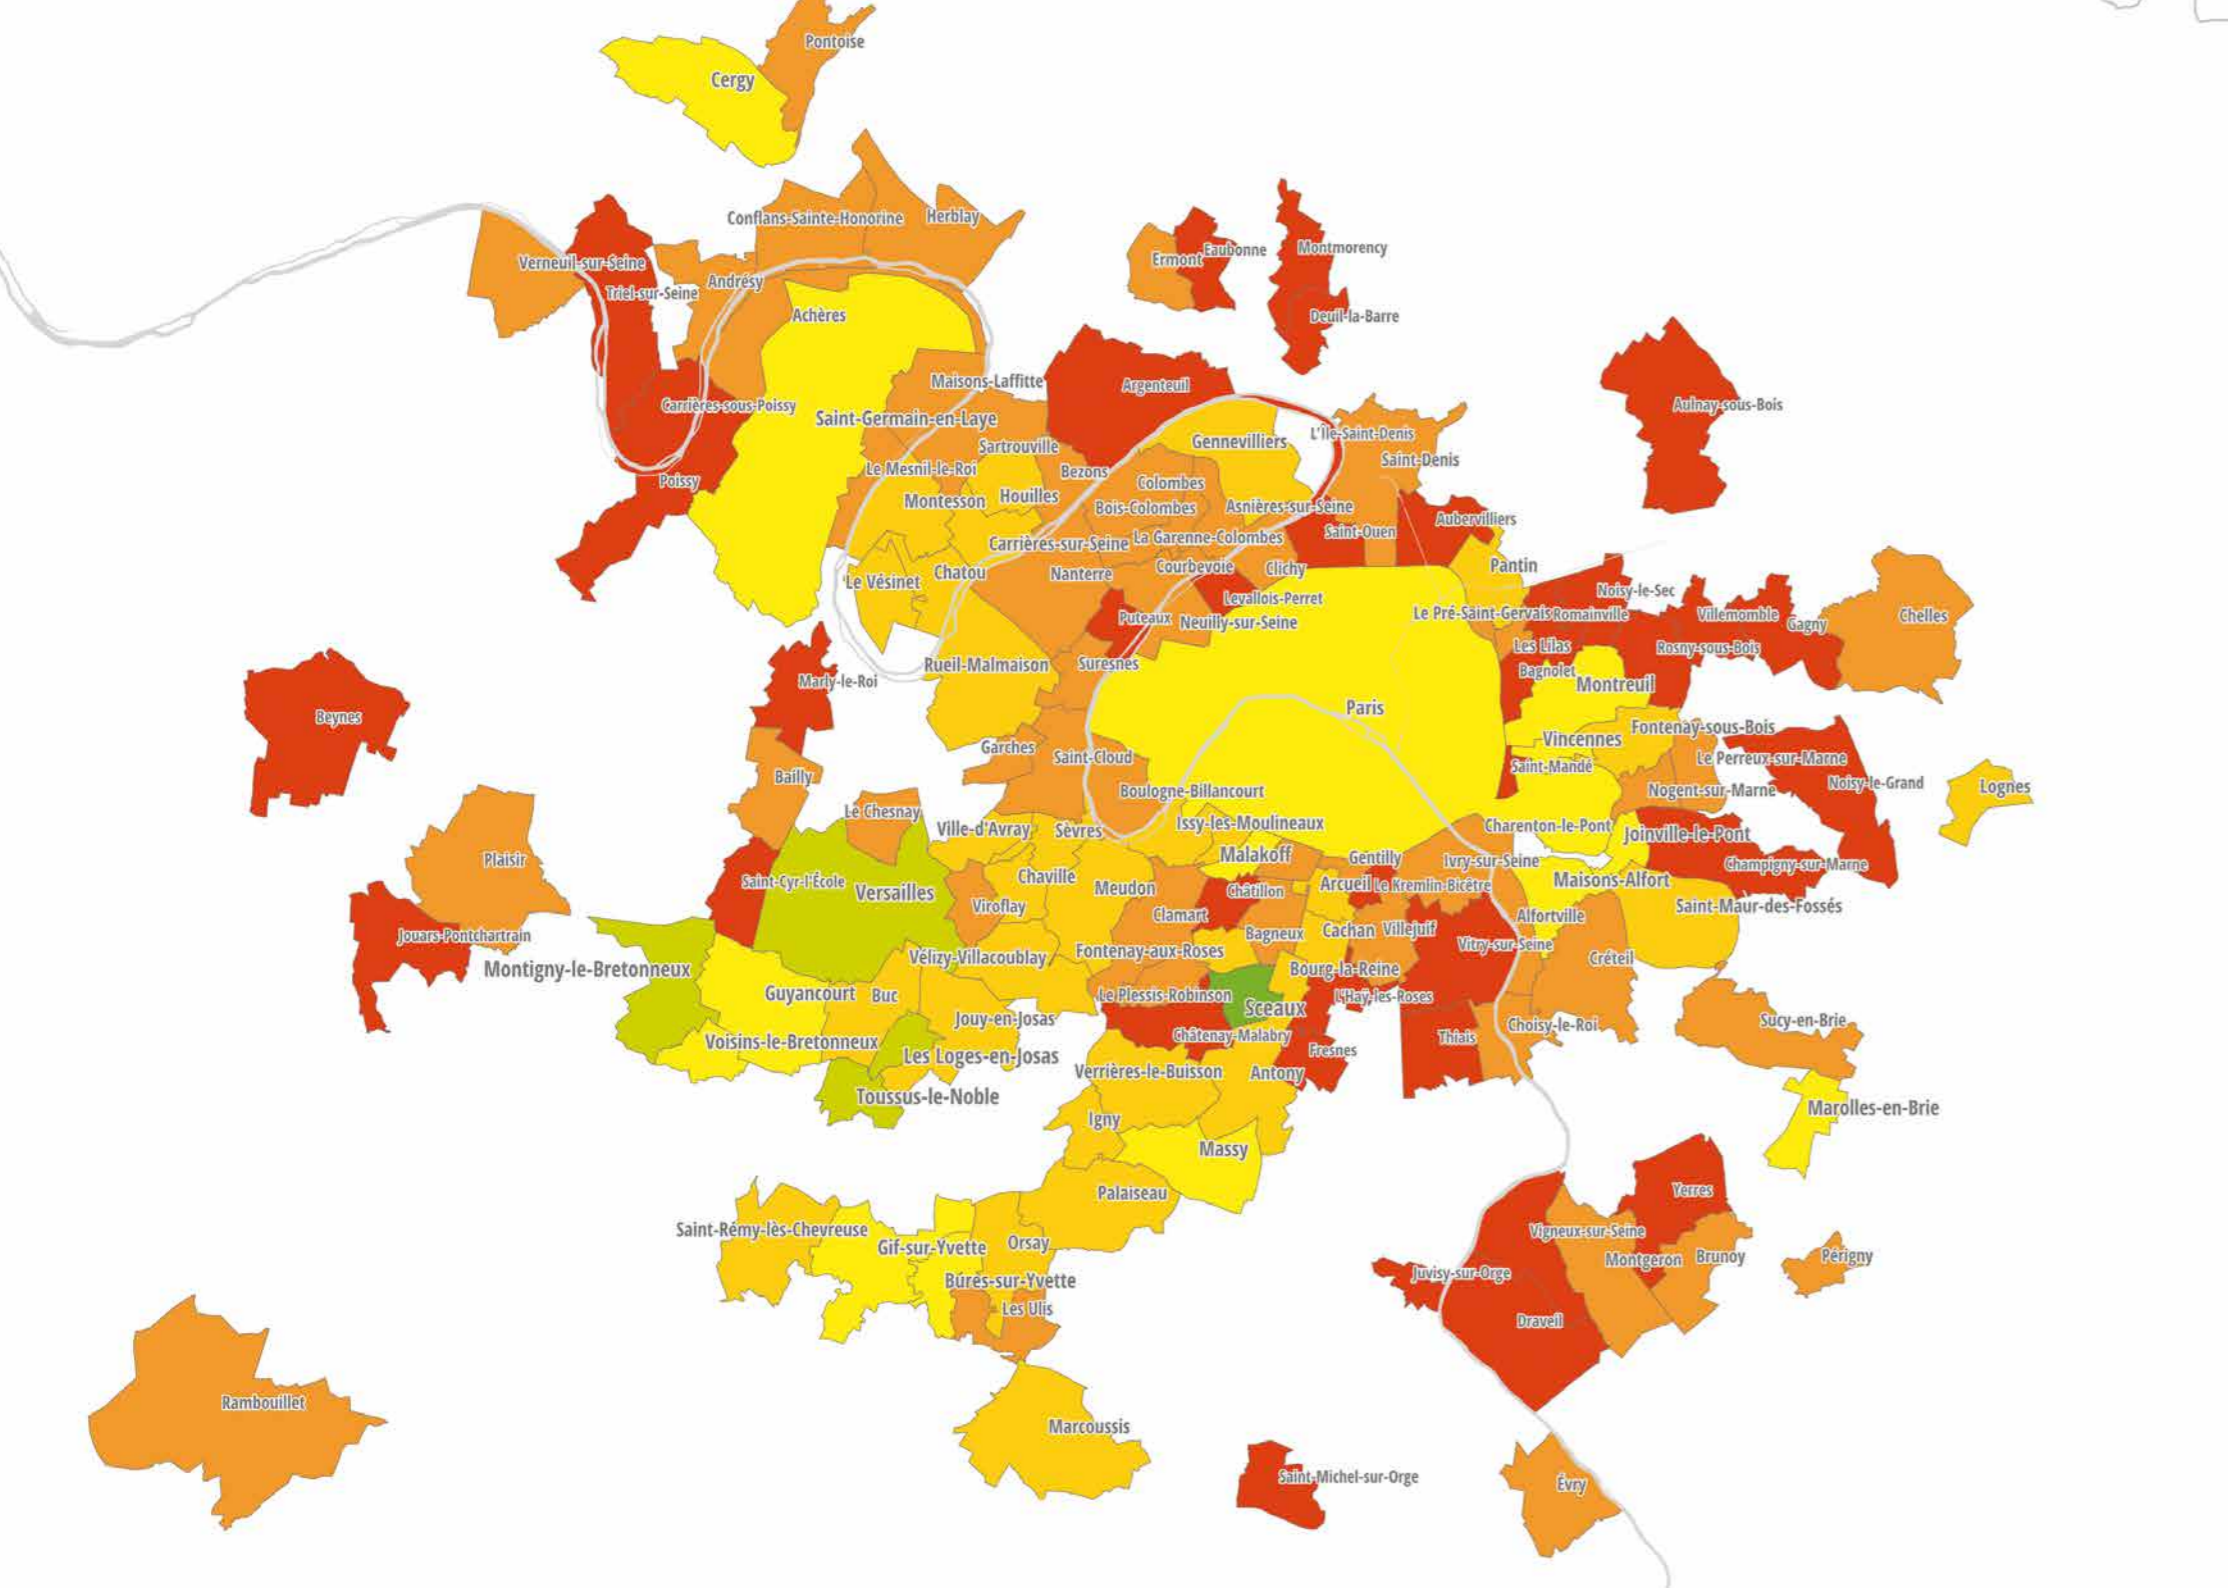 Pontoise
Cergy
Conflans-Sainte-Honorine
Herblay
Eaubonne
Montmorency
Ermont
Verneuil-sur-Seine
Andrésy
Triel-sur-Seine
Achères
Deuil-la-Barre
Maisons-Laffitte
Argenteuil
Carrières-sous-Poissy
Aulnay-sous-Bois
Saint-Germain-en-Laye
L'Île-Saint-Denis
Gennevilliers
Sartrouville
Saint-Denis
Le Mesnil-le-Roi
Bezons
Poissy
Colombes
Montesson
Houilles
Bois-Colombes
Asnières-sur-Seine
Aubervilliers
Saint-Ouen
Carrières-sur-Seine
La Garenne-Colombes
Pantin
Courbevoie
Clichy
Chatou
Nanterre
Le Vésinet
Noisy-le-Sec
Levallois-Perret
Le Pré-Saint-Gervais
Romainville
Villemomble
Chelles
Puteaux
Neuilly-sur-Seine
Gagny
Les Lilas
Rosny-sous-Bois
Rueil-Malmaison
Suresnes
Bagnolet
Marly-le-Roi
Montreuil
Paris
Beynes
Fontenay-sous-Bois
Vincennes
Garches
Saint-Cloud
Le Perreux-sur-Marne
Saint-Mandé
Bailly
Noisy-le-Grand
Lognes
Boulogne-Billancourt
Nogent-sur-Marne
Le Chesnay
Issy-les-Moulineaux
Charenton-le-Pont
Ville-d'Avray
Sèvres
Joinville-le-Pont
Malakoff
Gentilly
Plaisir
Ivry-sur-Seine
Champigny-sur-Marne
Chaville
Saint-Cyr-l'École
Maisons-Alfort
Arcueil
Le Kremlin-Bicêtre
Meudon
Versailles
Châtillon
Viroflay
Saint-Maur-des-Fossés
Clamart
Alfortville
Cachan
Villejuif
Bagneux
Jouars-Pontchartrain
Vitry-sur-Seine
Fontenay-aux-Roses
Vélizy-Villacoublay
Créteil
Montigny-le-Bretonneux
Bourg-la-Reine
Guyancourt
Buc
Le Plessis-Robinson
L'Haÿ-les-Roses
Sceaux
Jouy-en-Josas
Sucy-en-Brie
Choisy-le-Roi
Châtenay-Malabry
Thiais
Voisins-le-Bretonneux
Fresnes
Les Loges-en-Josas
Verrières-le-Buisson
Antony
Toussus-le-Noble
Marolles-en-Brie
Igny
Massy
Palaiseau
Yerres
Saint-Rémy-lès-Chevreuse
Vigneux-sur-Seine
Orsay
Gif-sur-Yvette
Brunoy
Périgny
Montgeron
Juvisy-sur-Orge
Bures-sur-Yvette
Les Ulis
Draveil
Rambouillet
Marcoussis
Saint-Michel-sur-Orge
Évry